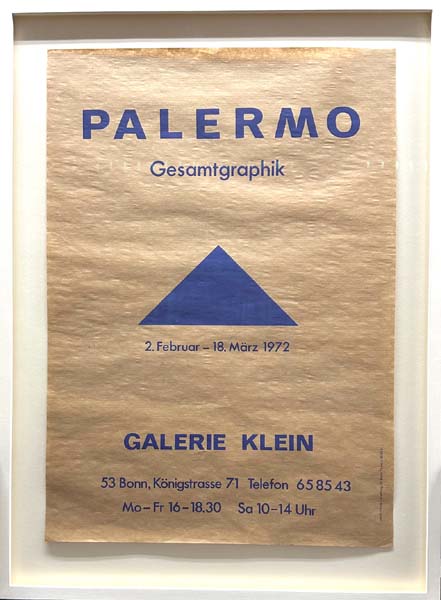 PALERMO
Gesamtgraphik
2. Februar – 18. März 1972
GALERIE KLEIN
53 Bonn, Königstrasse 71 Telefon 65 85 43
Mo – Fr 16 – 18.30 Sa 10 – 14 Uhr